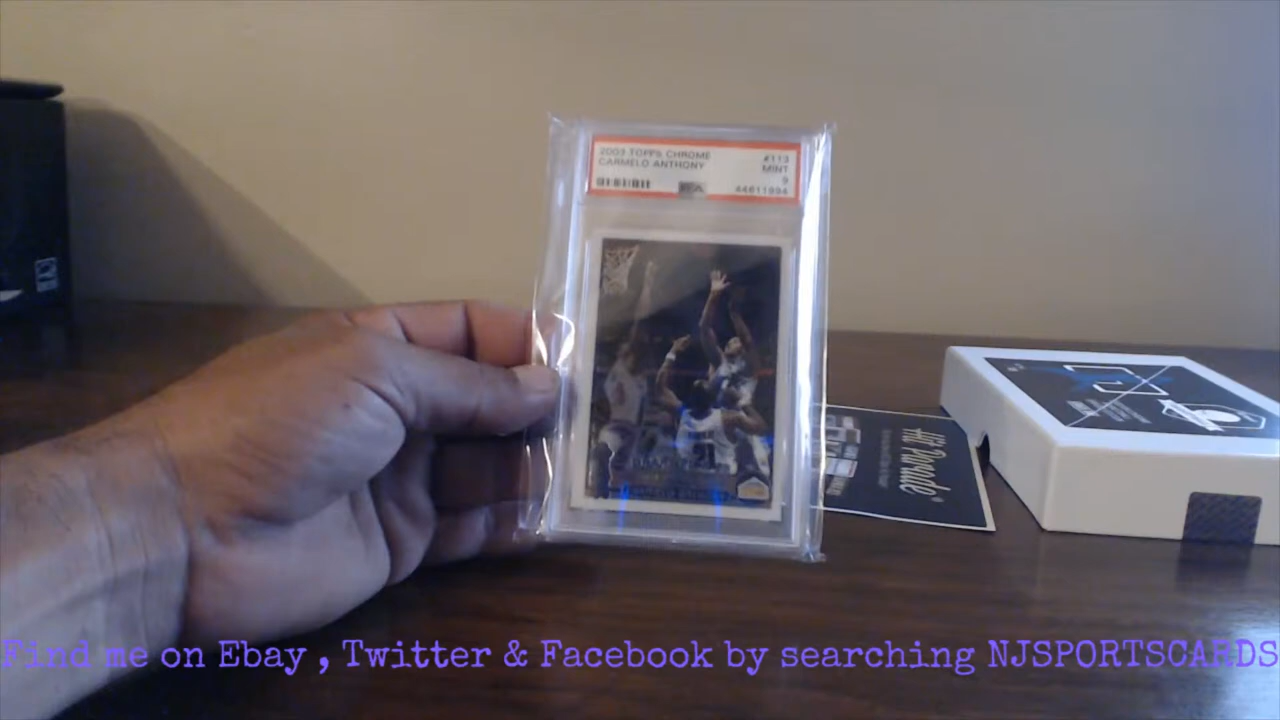 2003 TOPPS CHROME #113
CARMELO ANTHONY MINT
9
PSA 44611994
Hit Parade
Find me on Ebay , Twitter & Facebook by searching NJSPORTSCARDS